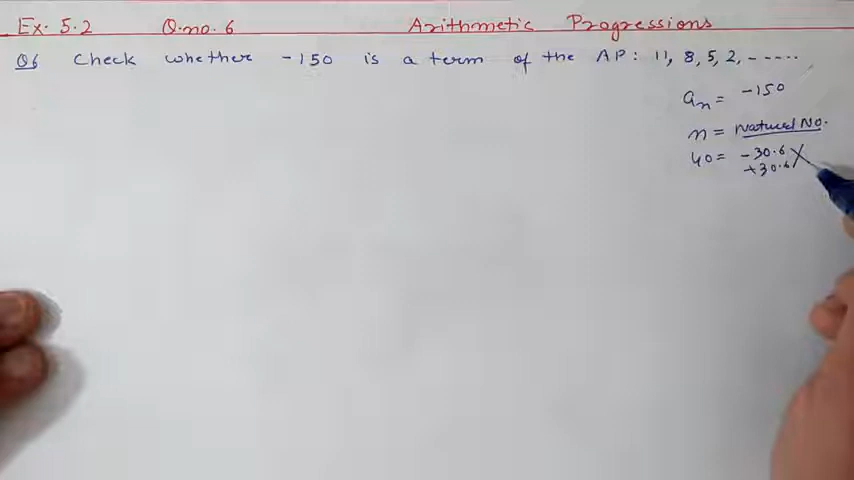 Ex. 5.2 Q.no. 6 Arithmetic Progressions
Q6 Check whether -150 is a term of the AP: 11, 8, 5, 2, -----
an = -150
n = Natural No.
40 = -30.6 X
+30.6